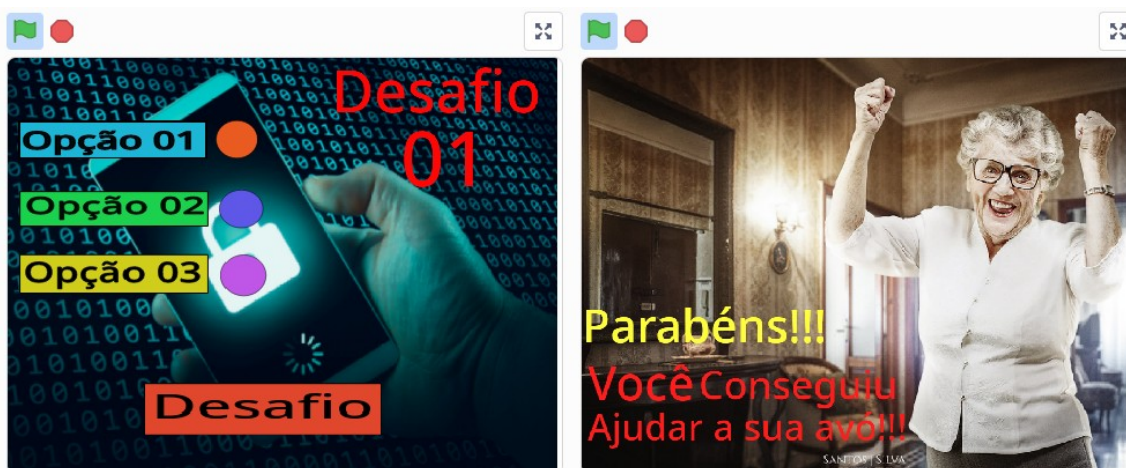 Desafio
01
Opção 01
Opção 02
Opção 03
Desafio
Parabéns!!!
Você Conseguiu
Ajudar a sua avó!!!
SANTOS | SILVA